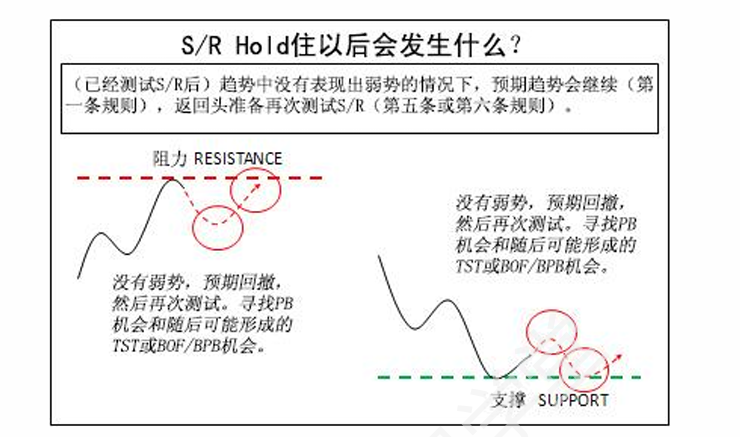 S/R Hold住以后会发生什么？
（已经测试S/R后）趋势中没有表现出弱势的情况下，预期趋势会继续（第
一条规则），返回头准备再次测试S/R（第五条或第六条规则）。
阻力 RESISTANCE
没有弱势，预期回撤，
然后再次测试。寻找PB
机会和随后可能形成的
TST或BOF/BPB机会。
没有弱势，预期回撤，
然后再次测试。寻找PB
机会和随后可能形成的
TST或BOF/BPB机会。
支撑 SUPPORT